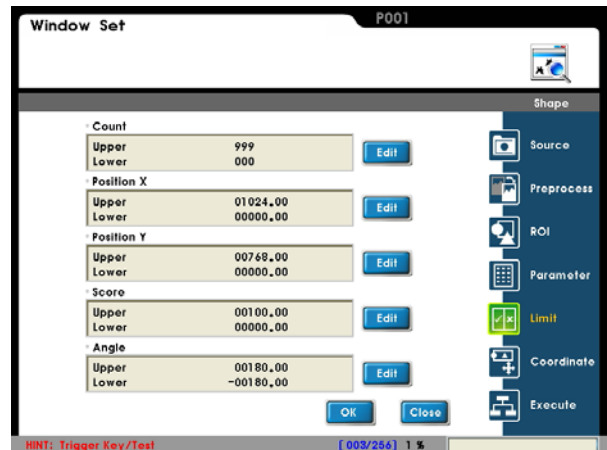 Window Set
P001
Shape
Count
Upper 999
Lower 000
Edit
Position X
Upper 01024.00
Lower 00000.00
Edit
Position Y
Upper 00768.00
Lower 00000.00
Edit
Score
Upper 00100.00
Lower 00000.00
Edit
Angle
Upper 00180.00
Lower -00180.00
Edit
OK Close
Source
Preprocess
ROI
Parameter
Limit
Coordinate
Execute
HINT: Trigger Key/Test [003/256] 1 %